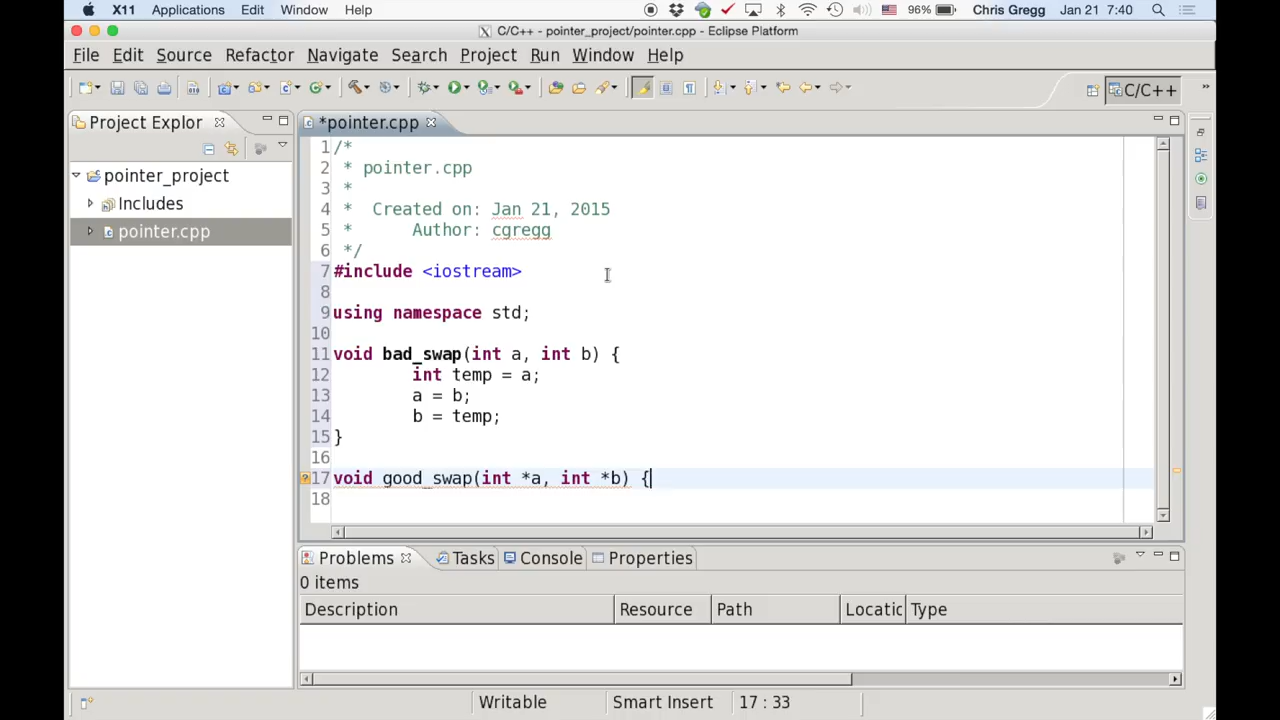 X11 Applications Edit Window Help 96% Chris Gregg Jan 21 7:40
C/C++ - pointer_project/pointer.cpp - Eclipse Platform
File Edit Source Refactor Navigate Search Project Run Window Help
C/C++ »
Project Explor
*pointer.cpp
pointer_project
Includes
pointer.cpp
1 /*
2 * pointer.cpp
3 *
4 * Created on: Jan 21, 2015
5 * Author: cgregg
6 */
7 #include <iostream>
8
9 using namespace std;
10
11 void bad_swap(int a, int b) {
12 int temp = a;
13 a = b;
14 b = temp;
15 }
16
17 void good_swap(int *a, int *b) {
18
Problems Tasks Console Properties
0 items
Description Resource Path Locatic Type
Writable Smart Insert 17 : 33